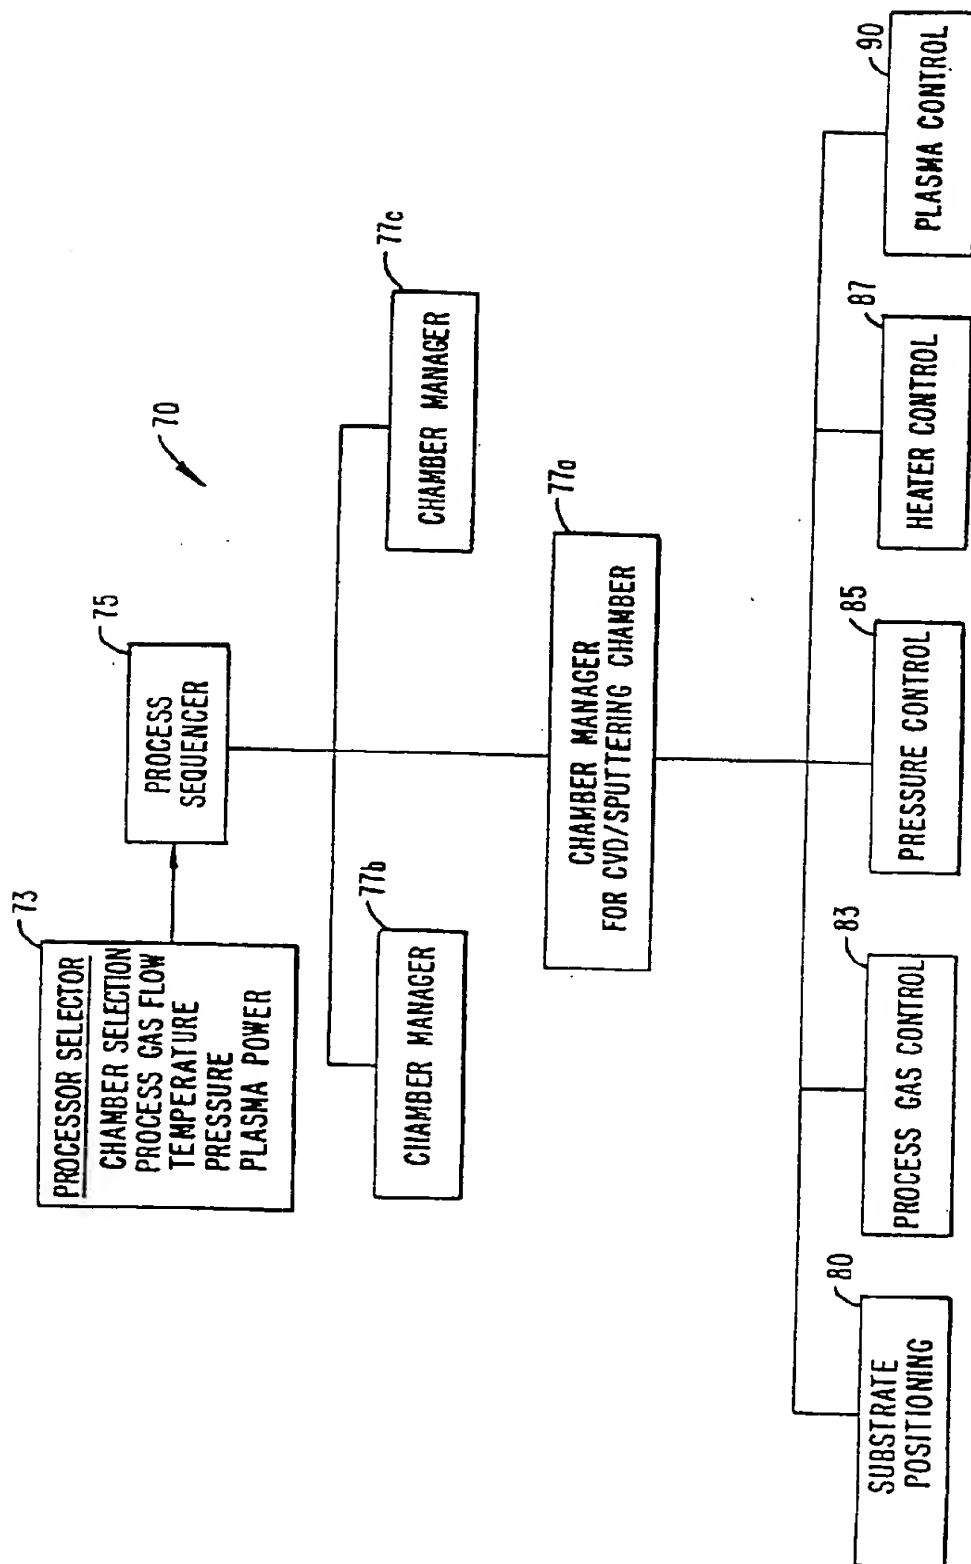 70
73
PROCESSOR SELECTOR
CHAMBER SELECTION
PROCESS GAS FLOW
TEMPERATURE
PRESSURE
PLASMA POWER
75
PROCESS
SEQUENCER
77b
CHAMBER MANAGER
77c
CHAMBER MANAGER
77a
CHAMBER MANAGER
FOR CVD/SPUTTERING CHAMBER
80
SUBSTRATE
POSITIONING
83
PROCESS GAS CONTROL
85
PRESSURE CONTROL
87
HEATER CONTROL
90
PLASMA CONTROL